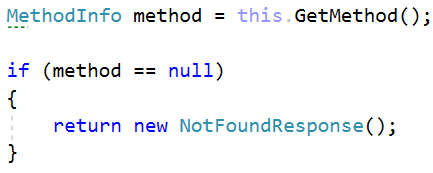 MethodInfo method = this.GetMethod();
if (method == null)
{
    return new NotFoundResponse();
}